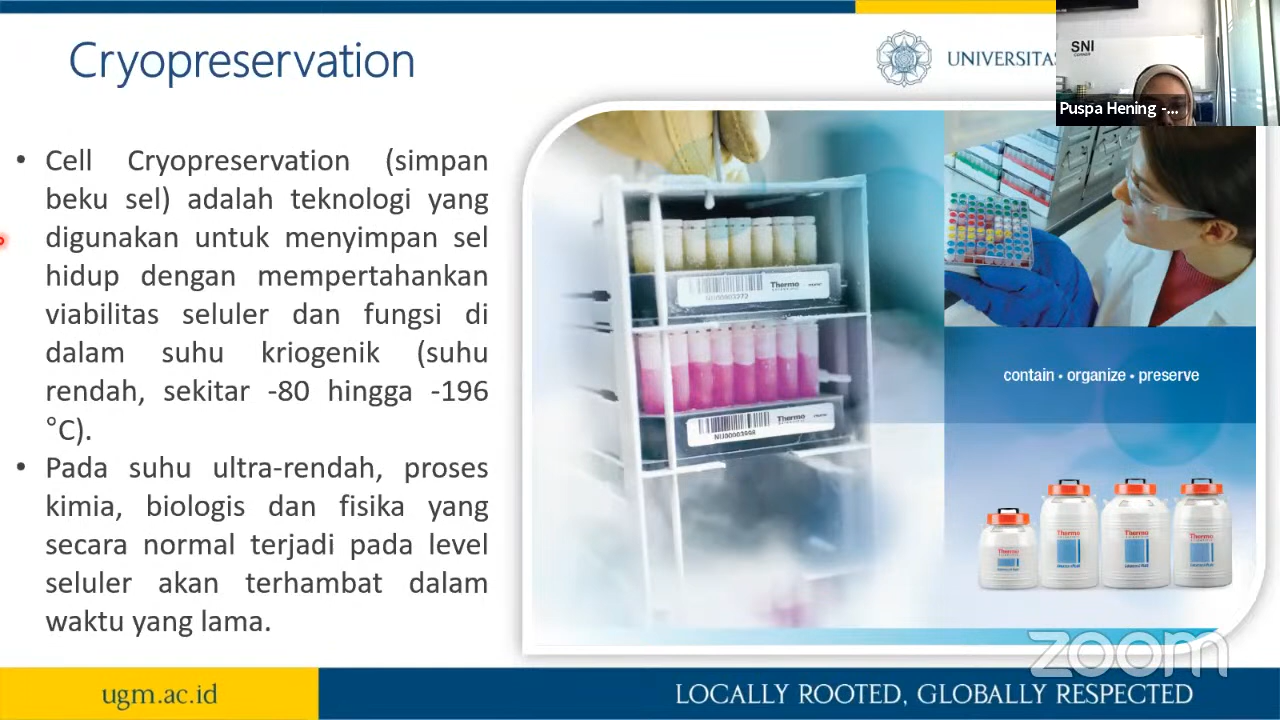 Cryopreservation
UNIVERSITAS
SNI
Puspa Hening -...
• Cell Cryopreservation (simpan
beku sel) adalah teknologi yang
digunakan untuk menyimpan sel
hidup dengan mempertahankan
viabilitas seluler dan fungsi di
dalam suhu kriogenik (suhu
rendah, sekitar -80 hingga -196
°C).
• Pada suhu ultra-rendah, proses
kimia, biologis dan fisika yang
secara normal terjadi pada level
seluler akan terhambat dalam
waktu yang lama.
Thermo
Thermo
contain • organize • preserve
Thermo
Thermo
Thermo
Thermo
zoom
ugm.ac.id
LOCALLY ROOTED, GLOBALLY RESPECTED